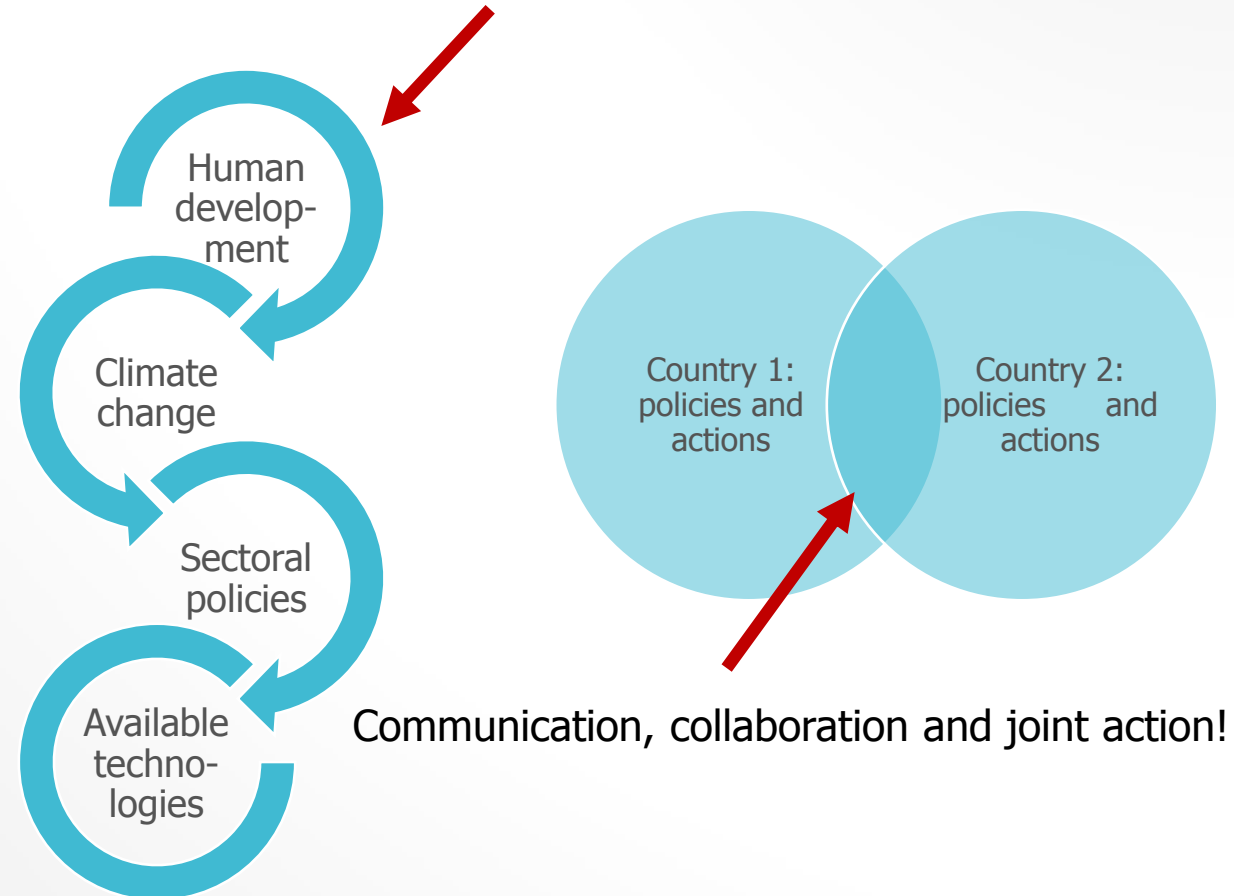 Human
develop-
ment
Climate
change
Sectoral
policies
Available
techno-
logies
Country 1:
policies and
actions
Country 2:
policies and
actions
Communication, collaboration and joint action!